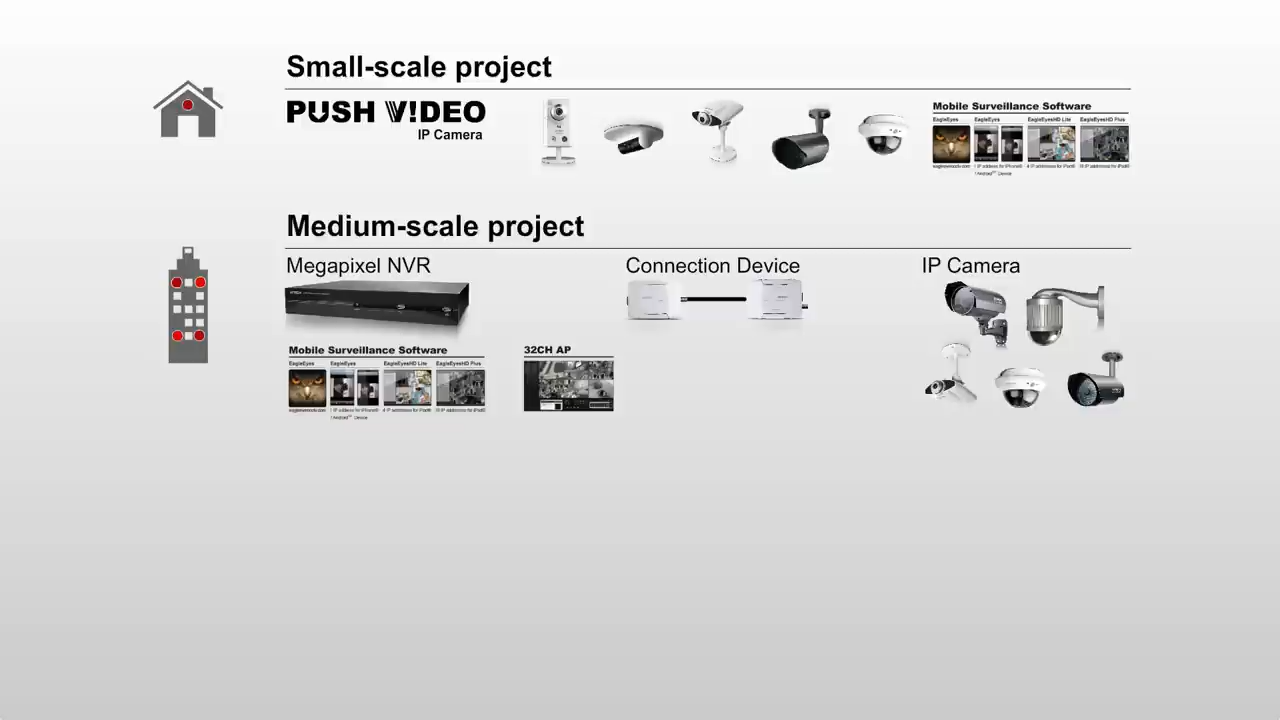 Small-scale project
PUSH V!DEO
IP Camera
Mobile Surveillance Software
EagleEyes EagleEyes EagleEyesHD Lite EagleEyesHD Plus
Medium-scale project
Megapixel NVR
Connection Device
IP Camera
Mobile Surveillance Software
EagleEyes EagleEyes EagleEyesHD Lite EagleEyesHD Plus
32CH AP